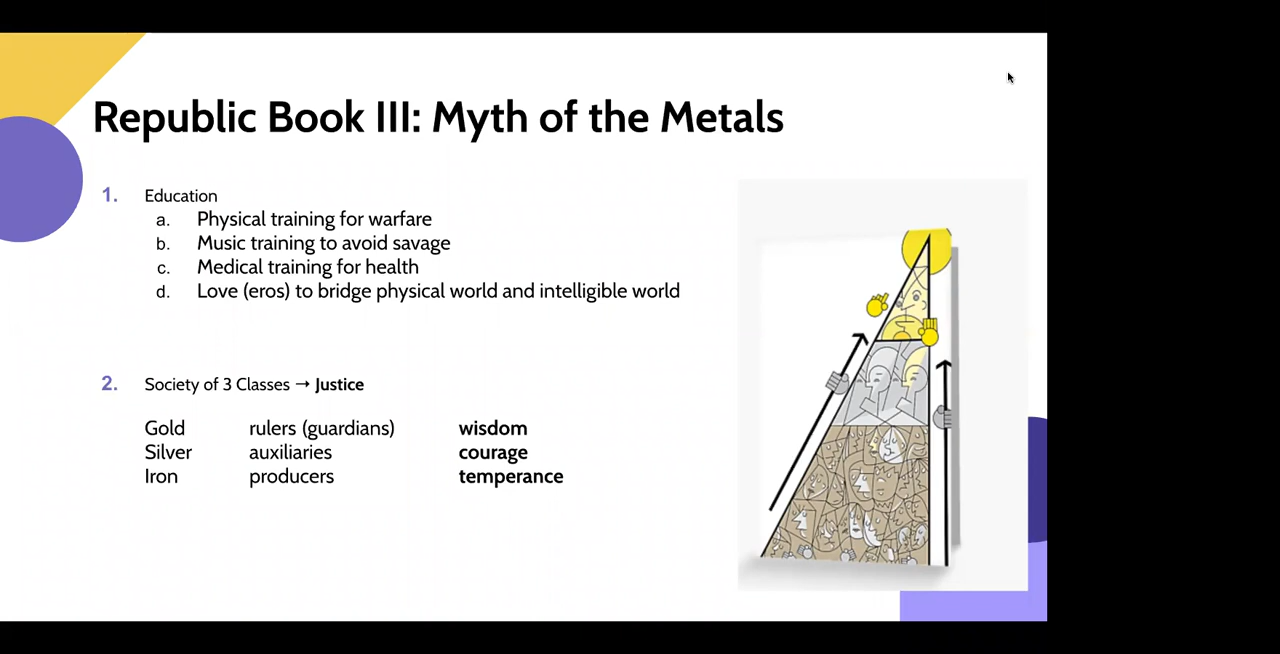 Republic Book III: Myth of the Metals
1. Education
a. Physical training for warfare
b. Music training to avoid savage
c. Medical training for health
d. Love (eros) to bridge physical world and intelligible world
2. Society of 3 Classes → Justice
Gold rulers (guardians) wisdom
Silver auxiliaries courage
Iron producers temperance